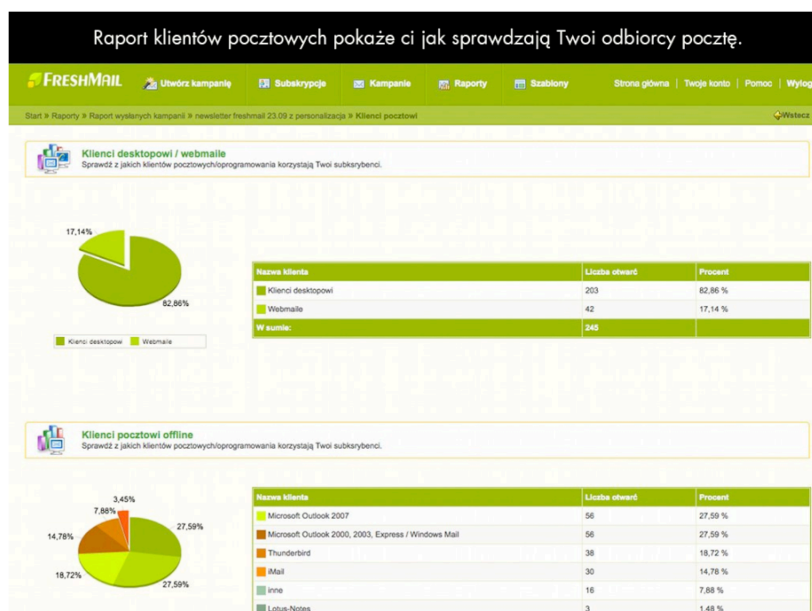 Raport klientów pocztowych pokaże ci jak sprawdzają Twoi odbiorcy pocztę.
FRESHMAIL Utwórz kampanię Subskrypcje Kampanie Raporty Szablony Strona główna | Twoje konto | Pomoc | Wylog
Start » Raporty » Raport wysłanych kampanii » newsletter freshmail 23.09 z personalizacja » Klienci pocztowi Wstecz
Klienci desktopowi / webmaile
Sprawdź z jakich klientów pocztowych/oprogramowania korzystają Twoi subskrybenci.
17,14%
82,86%
Klienci desktopowi Webmaile
Nazwa klienta Liczba otwarć Procent
Klienci desktopowi 203 82,86 %
Webmaile 42 17,14 %
W sumie: 245
Klienci pocztowi offline
Sprawdź z jakich klientów pocztowych/oprogramowania korzystają Twoi subskrybenci.
3,45%
7,88%
14,78%
27,59%
18,72%
27,59%
Nazwa klienta Liczba otwarć Procent
Microsoft Outlook 2007 56 27,59 %
Microsoft Outlook 2000, 2003, Express / Windows Mail 56 27,59 %
Thunderbird 38 18,72 %
iMail 30 14,78 %
inne 16 7,88 %
Lotus-Notes 3 1,48 %